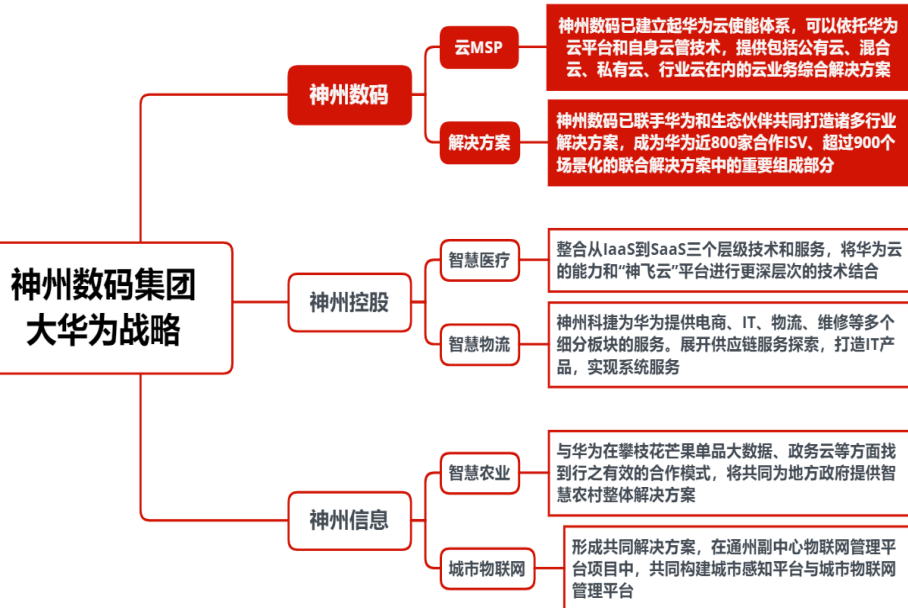 神州数码集团
大华为战略
神州数码
云MSP
神州数码已建立起华为云使能体系，可以依托华为
云平台和自身云管技术，提供包括公有云、混合
云、私有云、行业云在内的云业务综合解决方案
解决方案
神州数码已联手华为和生态伙伴共同打造诸多行业
解决方案，成为华为近800家合作ISV、超过900个
场景化的联合解决方案中的重要组成部分
神州控股
智慧医疗
整合从IaaS到SaaS三个层级技术和服务，将华为云
的能力和“神飞云”平台进行更深层次的技术结合
智慧物流
神州科捷为华为提供电商、IT、物流、维修等多个
细分板块的服务。展开供应链服务探索，打造IT产
品，实现系统服务
神州信息
智慧农业
与华为在攀枝花芒果单品大数据、政务云等方面找
到行之有效的合作模式，将共同为地方政府提供智
慧农村整体解决方案
城市物联网
形成共同解决方案，在通州副中心物联网管理平
台项目中，共同构建城市感知平台与城市物联网
管理平台